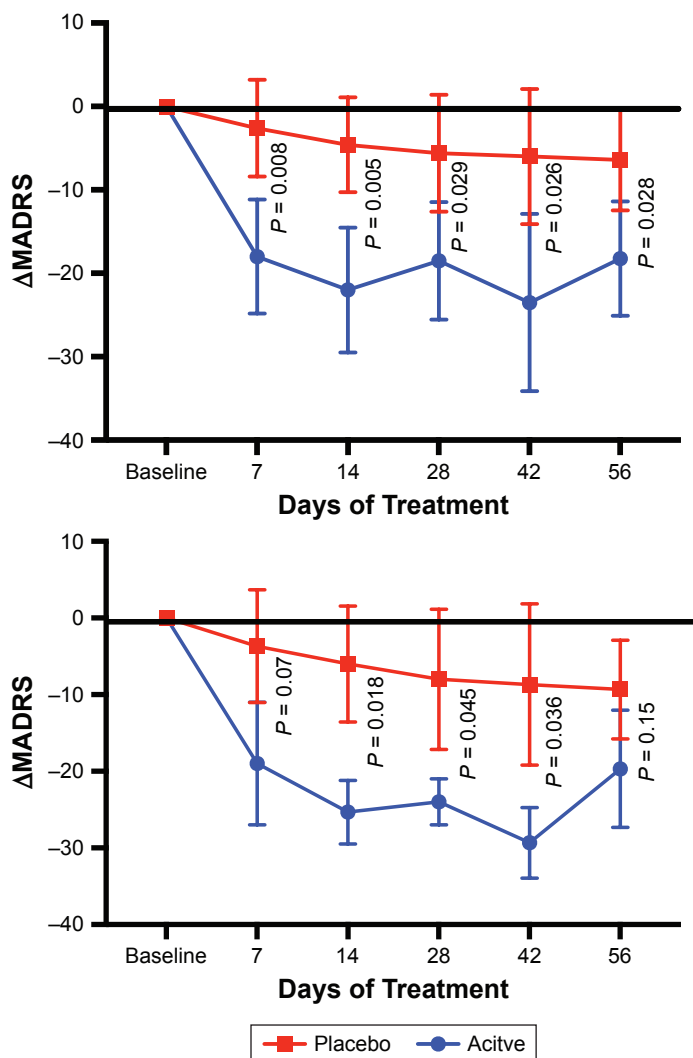 10
0
–10
–20
–30
–40
ΔMADRS
P = 0.008
P = 0.005
P = 0.029
P = 0.026
P = 0.028
Baseline 7 14 28 42 56
Days of Treatment
10
0
–10
–20
–30
–40
ΔMADRS
P = 0.07
P = 0.018
P = 0.045
P = 0.036
P = 0.15
Baseline 7 14 28 42 56
Days of Treatment
Placebo Acitve